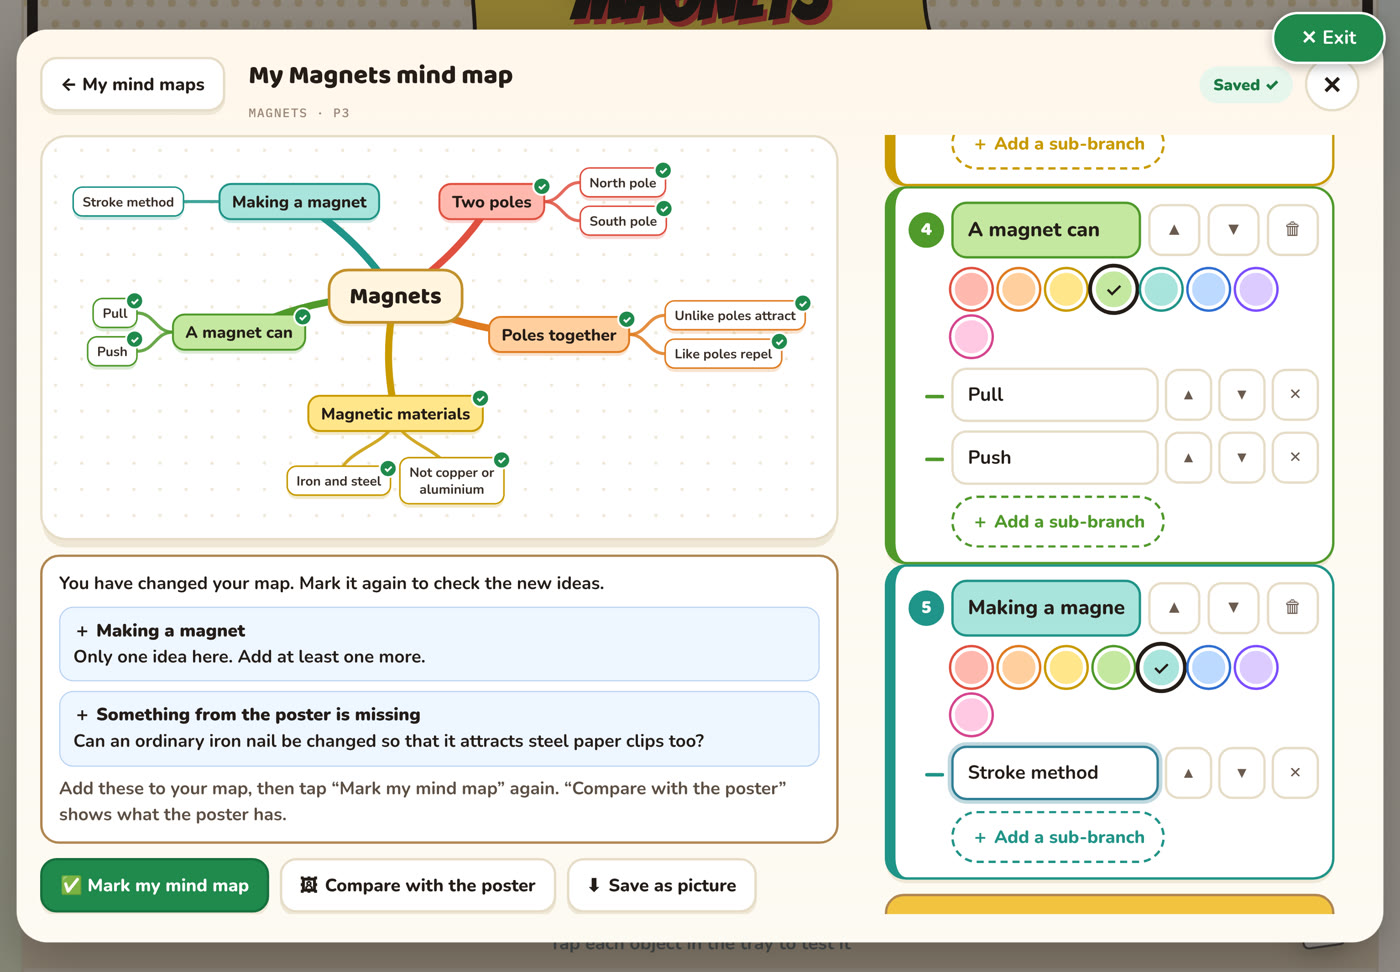 MAGNETS
✕ Exit
← My mind maps
My Magnets mind map
MAGNETS · P3
Saved ✓
✕
Stroke method
Making a magnet
Two poles
North pole
South pole
Magnets
Pull
Push
A magnet can
Poles together
Unlike poles attract
Like poles repel
Magnetic materials
Iron and steel
Not copper or
aluminium
You have changed your map. Mark it again to check the new ideas.
+ Making a magnet
Only one idea here. Add at least one more.
+ Something from the poster is missing
Can an ordinary iron nail be changed so that it attracts steel paper clips too?
Add these to your map, then tap “Mark my mind map” again. “Compare with the poster”
shows what the poster has.
Mark my mind map
Compare with the poster
Save as picture
+ Add a sub-branch
4
A magnet can
Pull
Push
+ Add a sub-branch
5
Making a magne
Stroke method
+ Add a sub-branch
Tap each object in the tray to test it